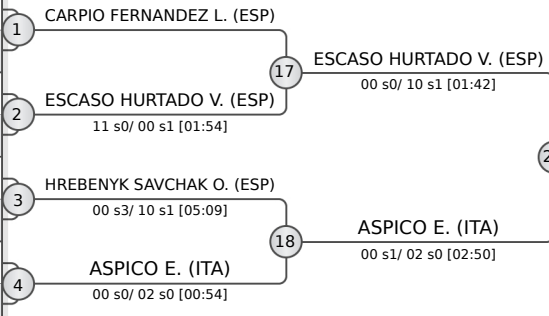 CARPIO FERNANDEZ L. (ESP)
1
17
ESCASO HURTADO V. (ESP)
00 s0/ 10 s1 [01:42]
ESCASO HURTADO V. (ESP)
2
11 s0/ 00 s1 [01:54]
HREBENYK SAVCHAK O. (ESP)
3
00 s3/ 10 s1 [05:09]
18
ASPICO E. (ITA)
00 s1/ 02 s0 [02:50]
ASPICO E. (ITA)
4
00 s0/ 02 s0 [00:54]